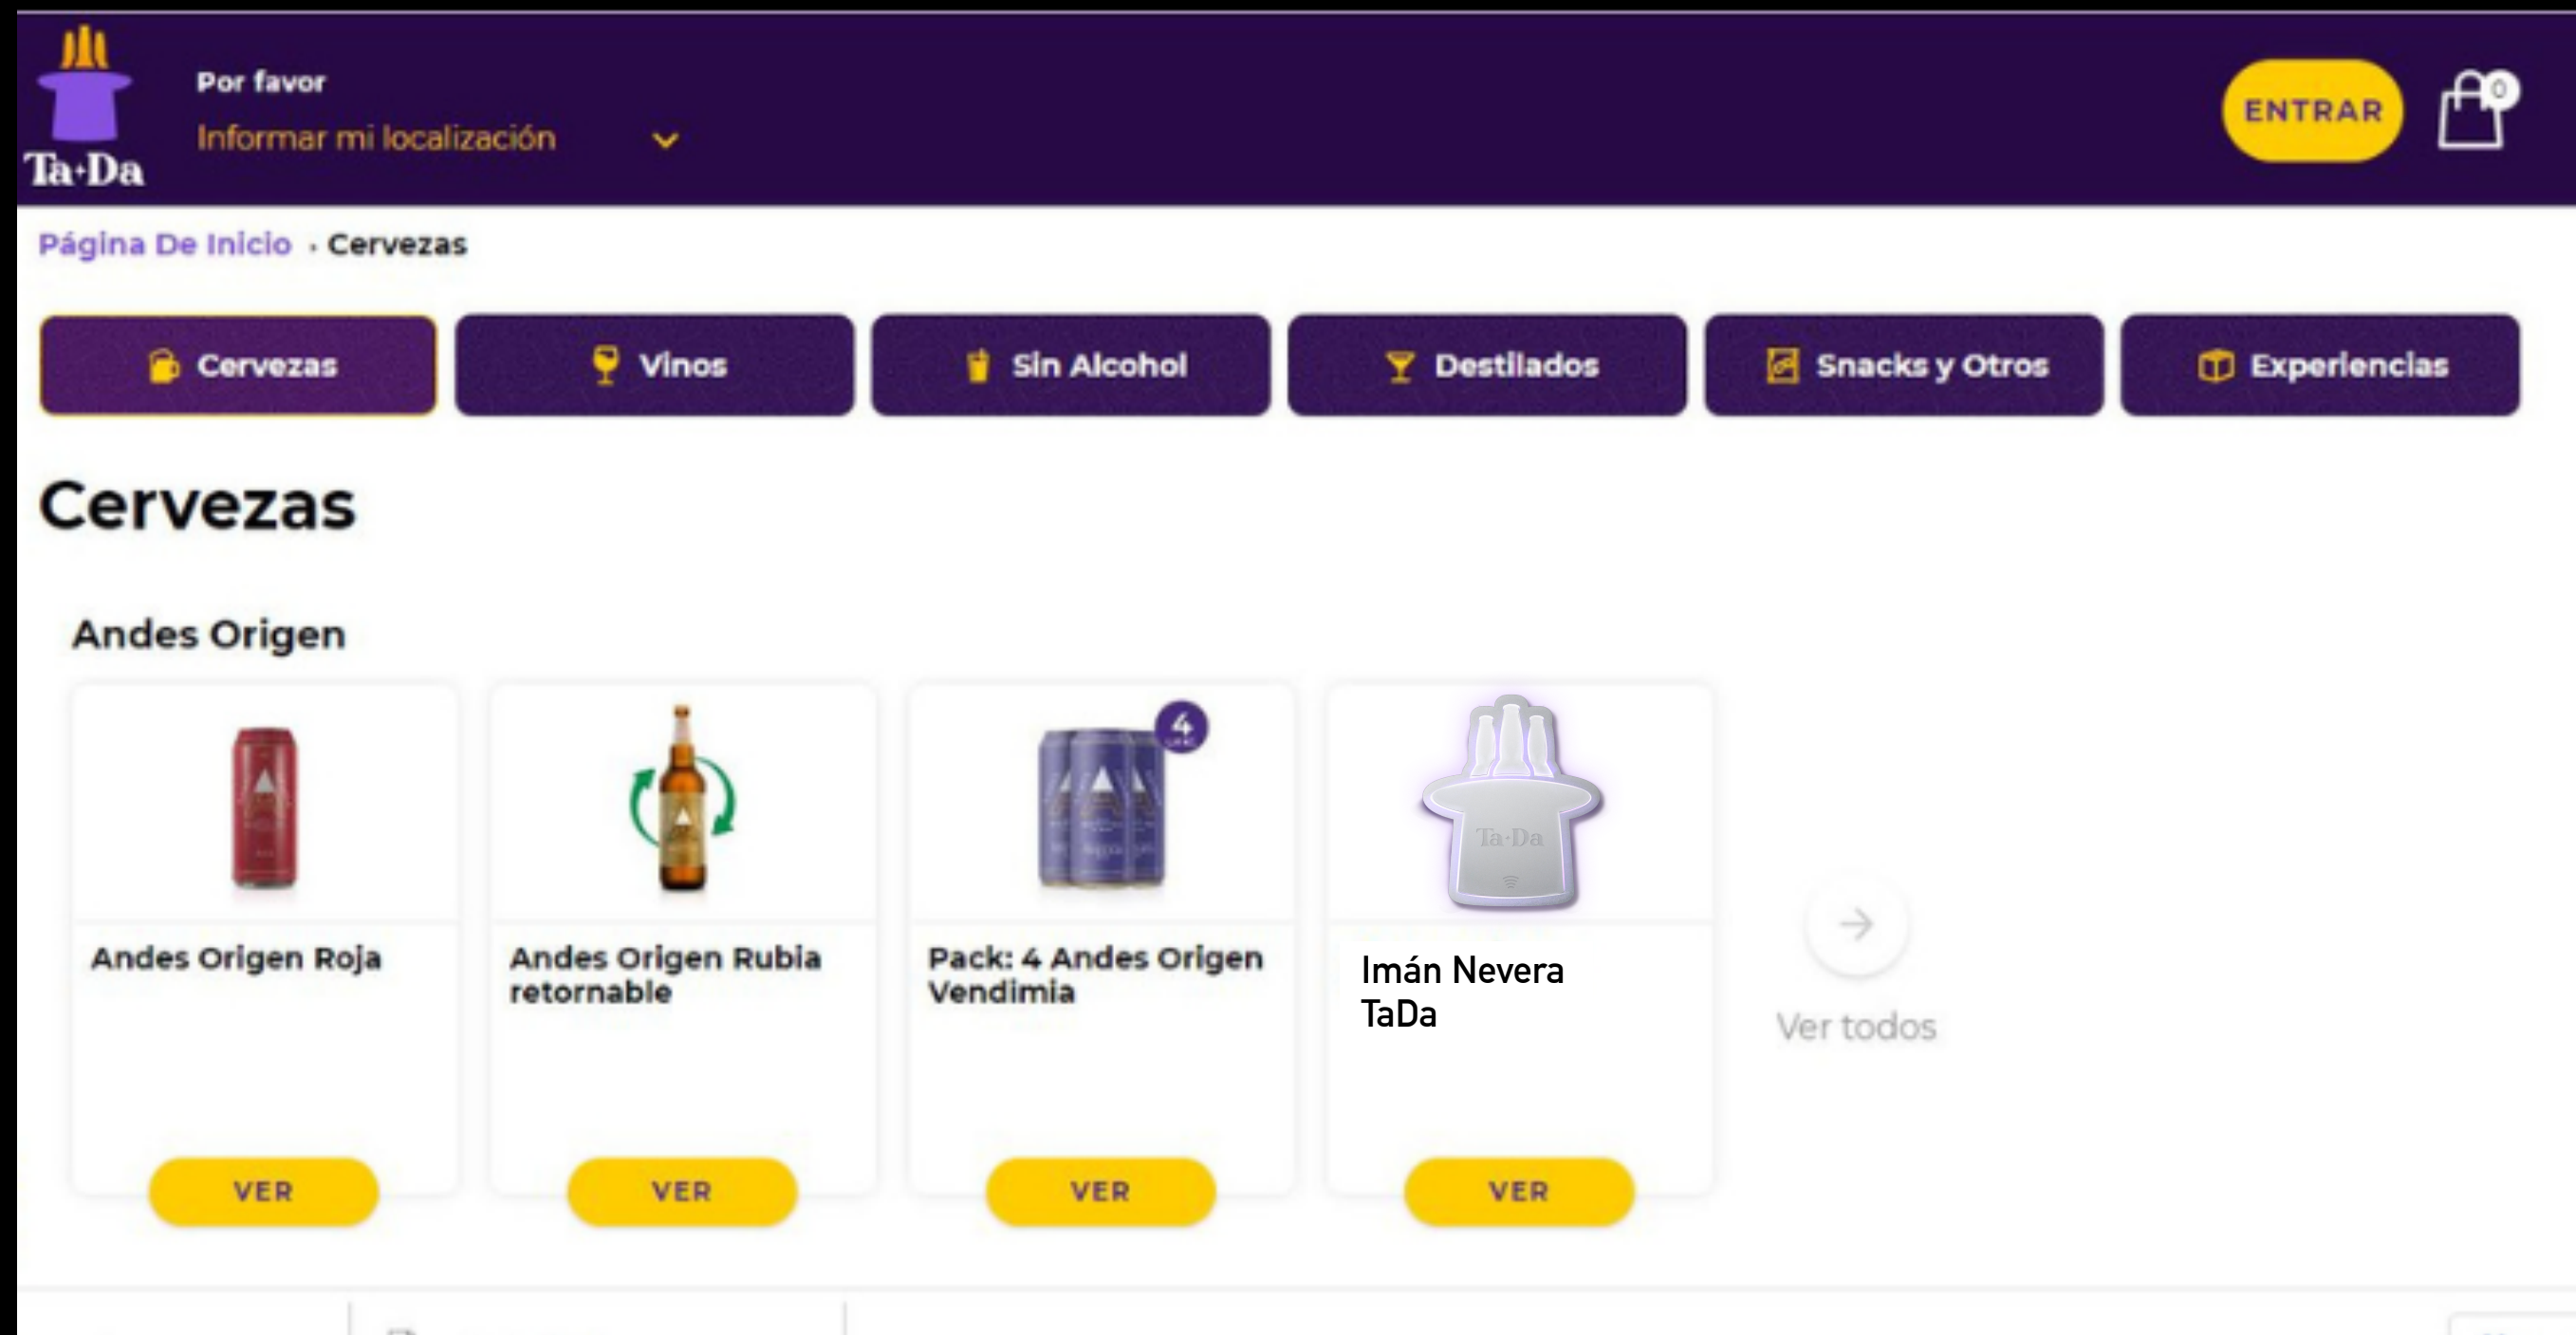 Ta·Da
Por favor
Informar mi localización
ENTRAR
0
Página De Inicio · Cervezas
Cervezas
Vinos
Sin Alcohol
Destilados
Snacks y Otros
Experiencias
Cervezas
Andes Origen
4
Ta·Da
Andes Origen Roja
Andes Origen Rubia
retornable
Pack: 4 Andes Origen
Vendimia
Imán Nevera
TaDa
Ver todos
VER
VER
VER
VER